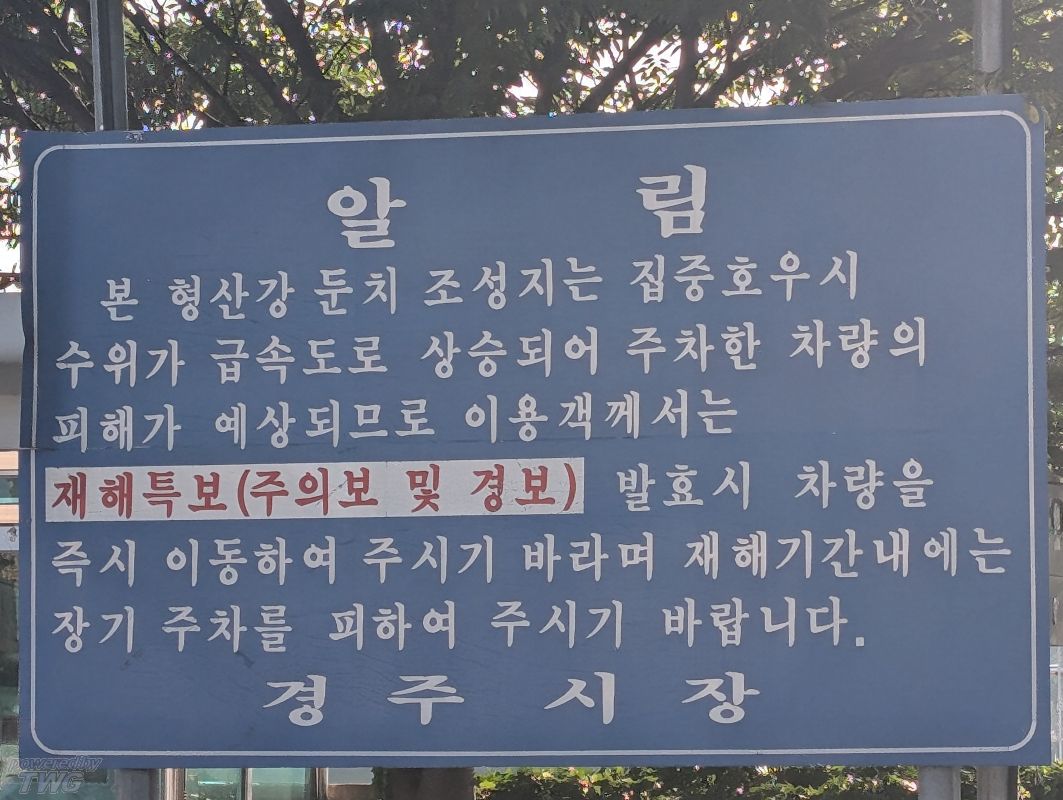 알 림
본 형산강 둔치 조성지는 집중호우시
수위가 급속도로 상승되어 주차한 차량의
피해가 예상되므로 이용객께서는
재해특보(주의보 및 경보) 발효시 차량을
즉시 이동하여 주시기 바라며 재해기간내에는
장기 주차를 피하여 주시기 바랍니다.
경 주 시 장
powered by
TWG